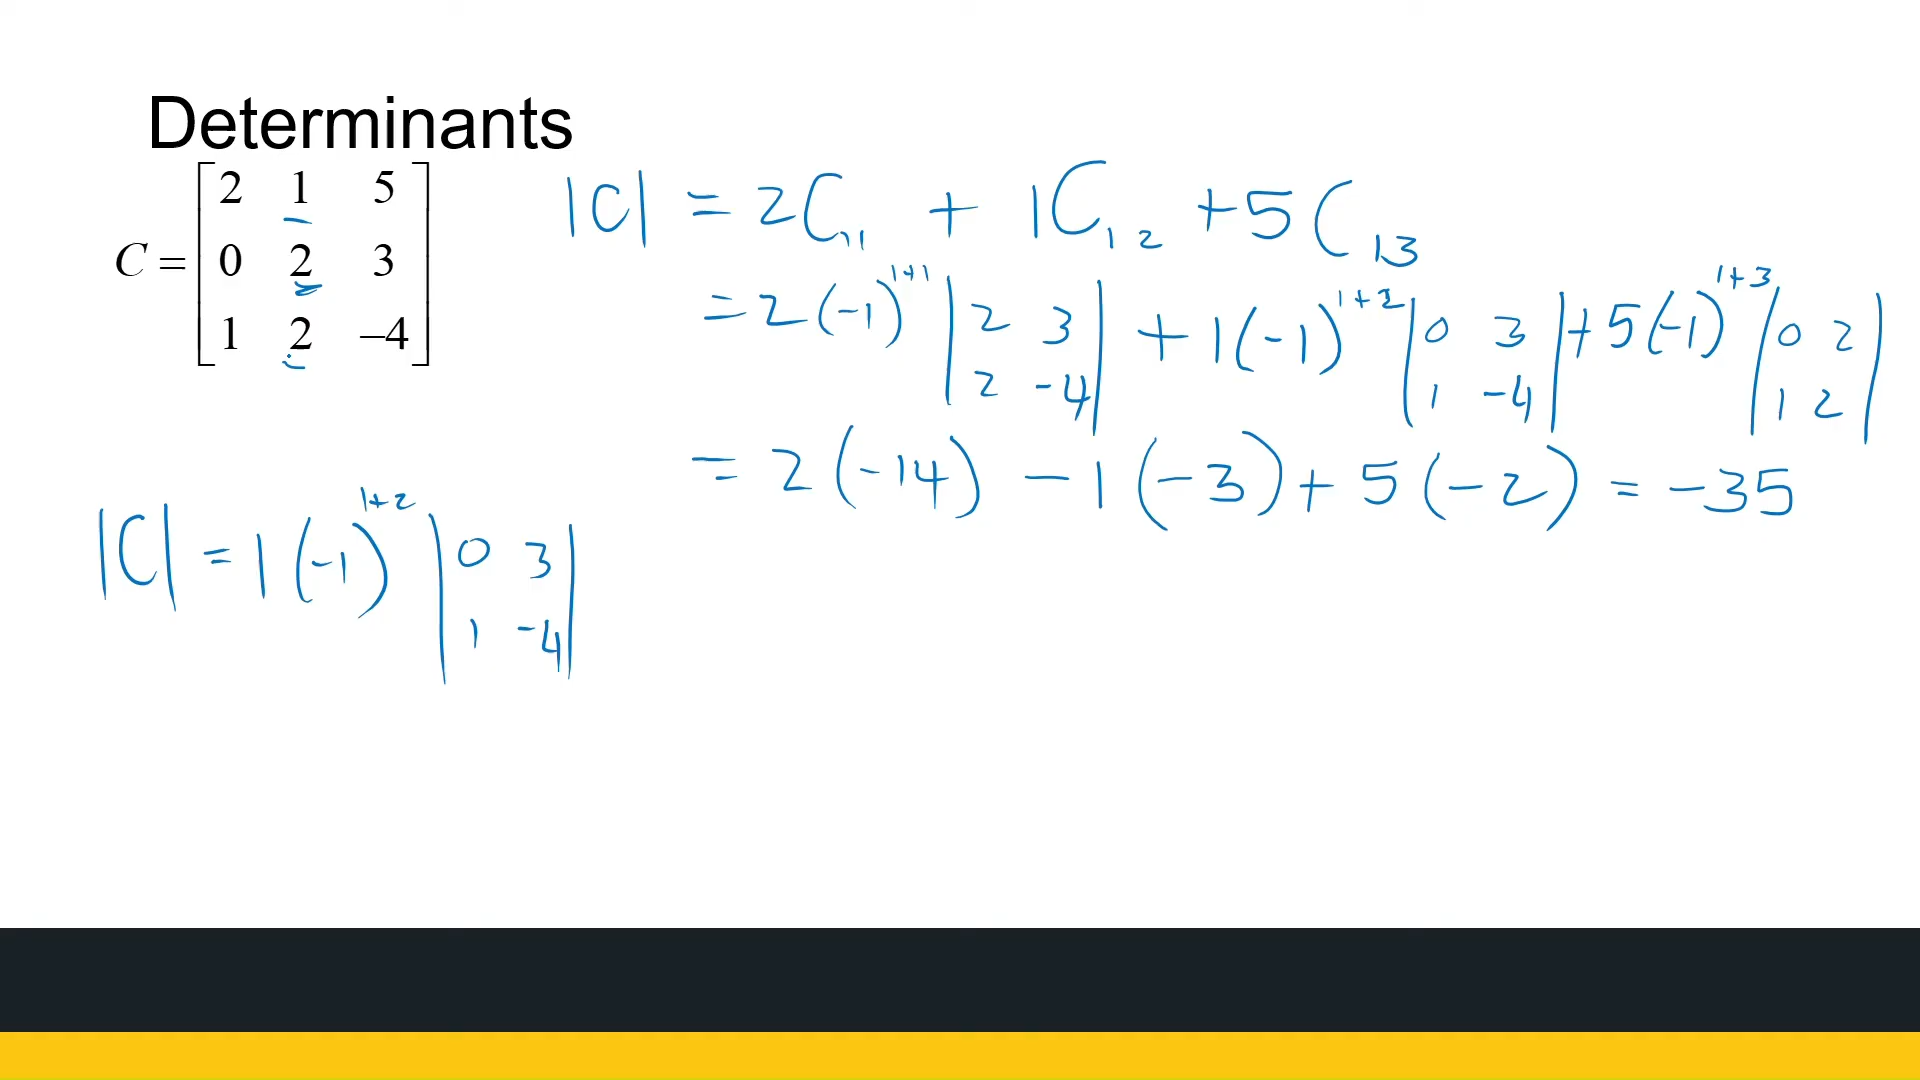 Determinants
C = [2 1 5
0 2 3
1 2 −4]
|C| = 2C₁₁ + 1C₁₂ + 5C₁₃
= 2(-1)^1+1 |2 3
2 -4| + 1(-1)^1+2 |0 3
1 -4| + 5(-1)^1+3 |0 2
1 2|
= 2(-14) - 1(-3) + 5(-2) = -35
|C| = 1(-1)^1+2 |0 3
1 -4|